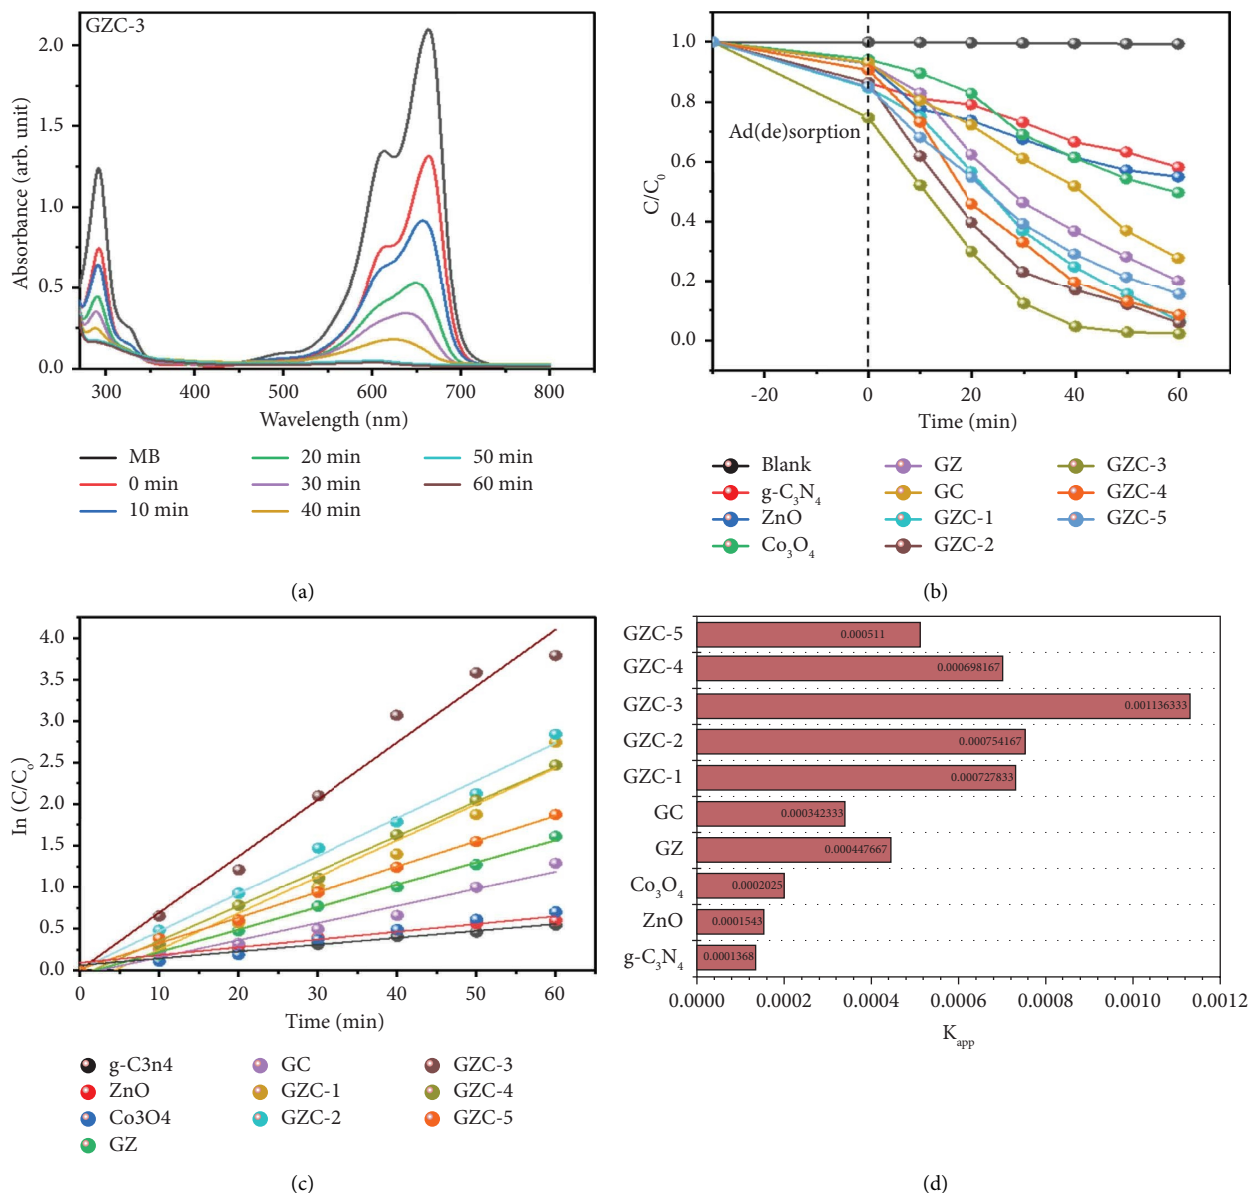 GZC-3
2.0
1.5
1.0
0.5
0.0
Absorbance (arb. unit)
300 400 500 600 700 800
Wavelength (nm)
MB 20 min 50 min
0 min 30 min 60 min
10 min 40 min
(a)
1.0
0.8
0.6
0.4
0.2
0.0
C/C₀
Ad(de)sorption
-20 0 20 40 60
Time (min)
Blank GZ GZC-3
g-C₃N₄ GC GZC-4
ZnO GZC-1 GZC-5
Co₃O₄ GZC-2
(b)
4.0
3.5
3.0
2.5
2.0
1.5
1.0
0.5
0.0
In (C/C₀)
0 10 20 30 40 50 60
Time (min)
g-C3n4 GC GZC-3
ZnO GZC-1 GZC-4
Co3O4 GZC-2 GZC-5
GZ
(c)
GZC-5 0.000511
GZC-4 0.000698167
GZC-3 0.001136333
GZC-2 0.000754167
GZC-1 0.000727833
GC 0.000342333
GZ 0.000447667
Co₃O₄ 0.0002025
ZnO 0.0001543
g-C₃N₄ 0.0001368
0.0000 0.0002 0.0004 0.0006 0.0008 0.0010 0.0012
Kapp
(d)